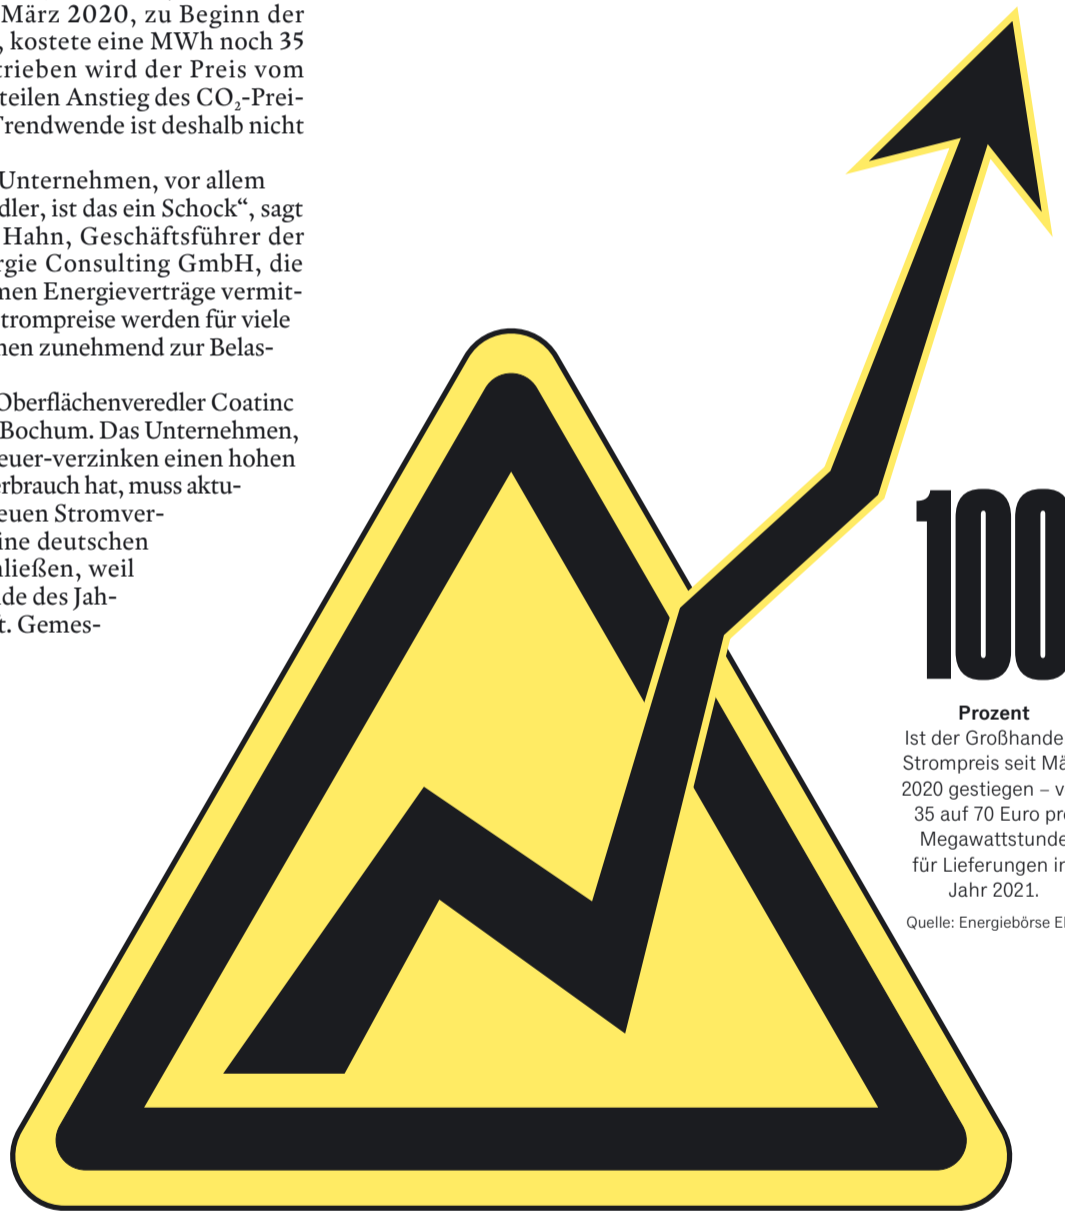 März 2020, zu Beginn der
, kostete eine MWh noch 35
trieben wird der Preis vom
teilen Anstieg des CO₂-Prei-
Trendwende ist deshalb nicht
Unternehmen, vor allem
dler, ist das ein Schock“, sagt
Hahn, Geschäftsführer der
rgie Consulting GmbH, die
men Energieverträge vermit-
trompreise werden für viele
nen zunehmend zur Belas-
Oberflächenveredler Coatinc
Bochum. Das Unternehmen,
euer-verzinken einen hohen
erbrauch hat, muss aktu-
euen Stromver-
ine deutschen
ließen, weil
de des Jah-
t. Gemes-
100
Prozent
Ist der Großhande
Strompreis seit Mä
2020 gestiegen – v
35 auf 70 Euro pro
Megawattstunde
für Lieferungen i
Jahr 2021.
Quelle: Energiebörse E